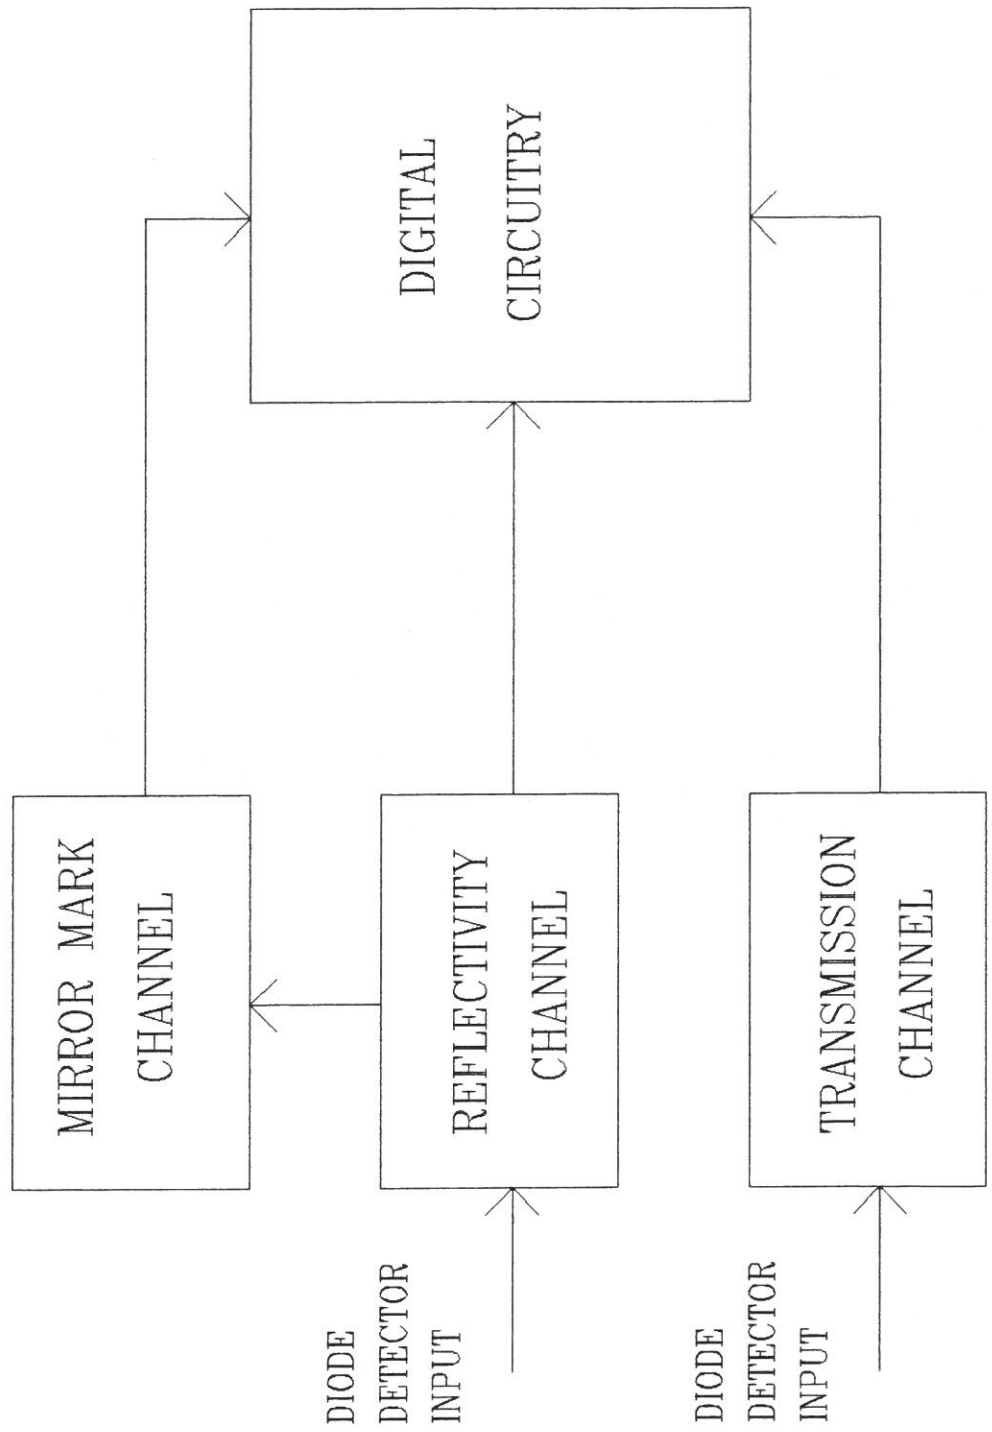 MIRROR MARK
CHANNEL
DIGITAL
CIRCUITRY
DIODE
DETECTOR
INPUT
REFLECTIVITY
CHANNEL
DIODE
DETECTOR
INPUT
TRANSMISSION
CHANNEL